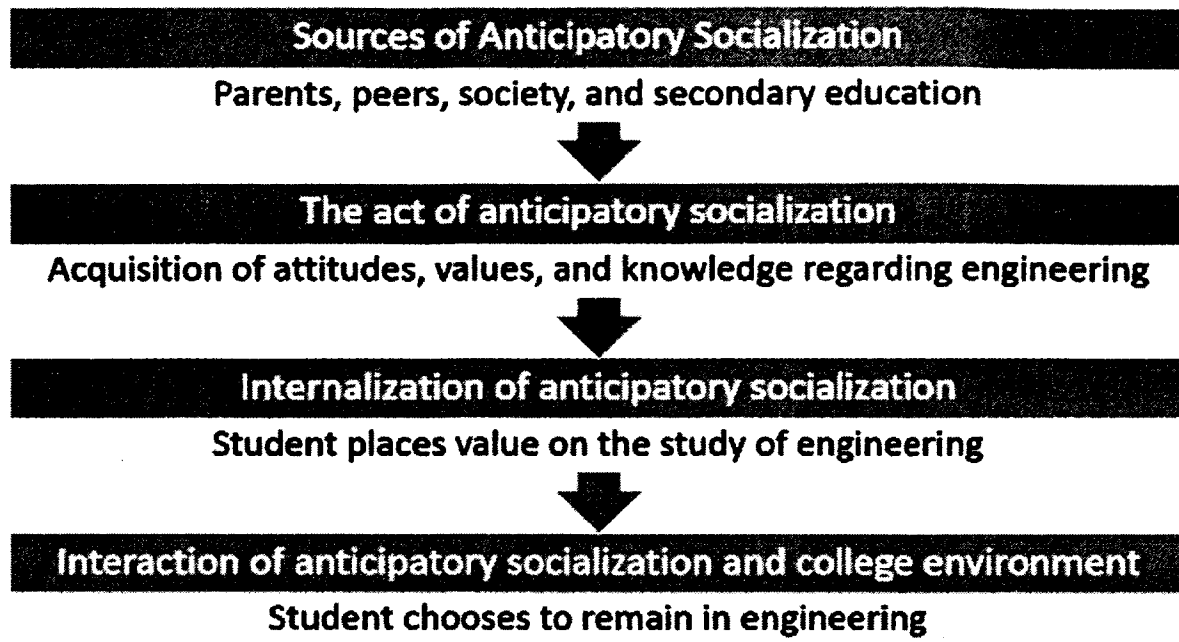 Sources of Anticipatory Socialization
Parents, peers, society, and secondary education
The act of anticipatory socialization
Acquisition of attitudes, values, and knowledge regarding engineering
Internalization of anticipatory socialization
Student places value on the study of engineering
Interaction of anticipatory socialization and college environment
Student chooses to remain in engineering